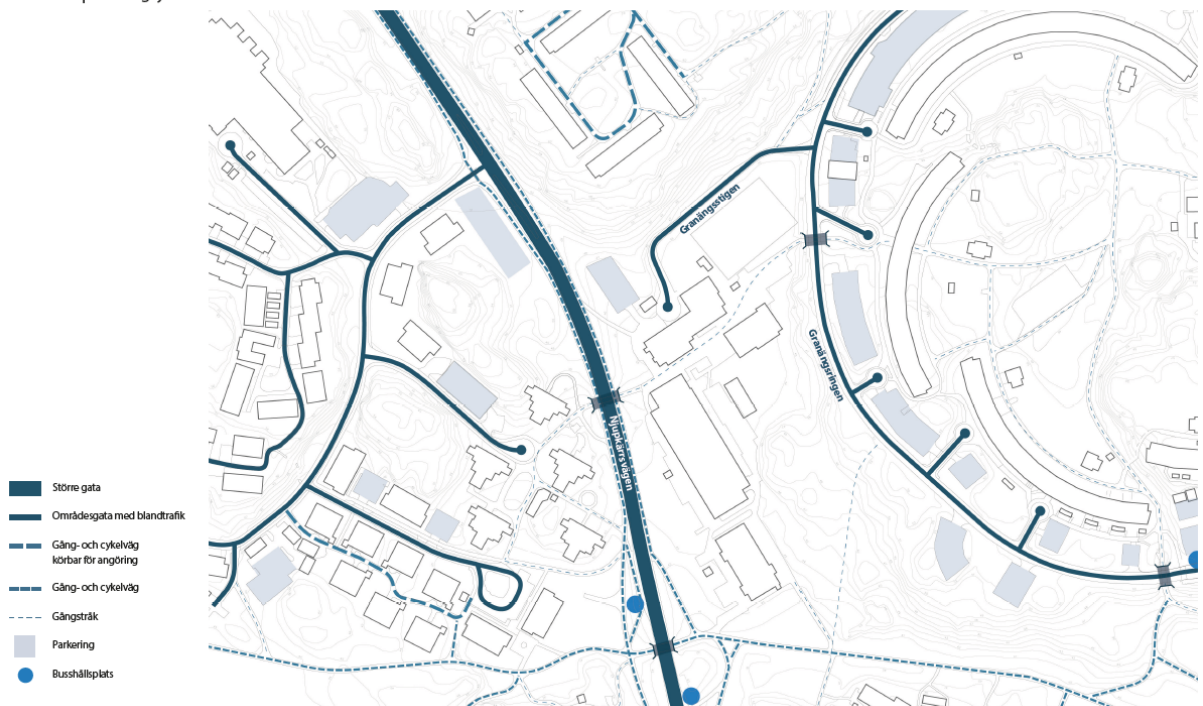 Granängsstigen
Granängsringen
Njupkärrsvägen
Större gata
Områdesgata med blandtrafik
Gång- och cykelväg
körbar för angöring
Gång- och cykelväg
Gångstråk
Parkering
Busshållsplats